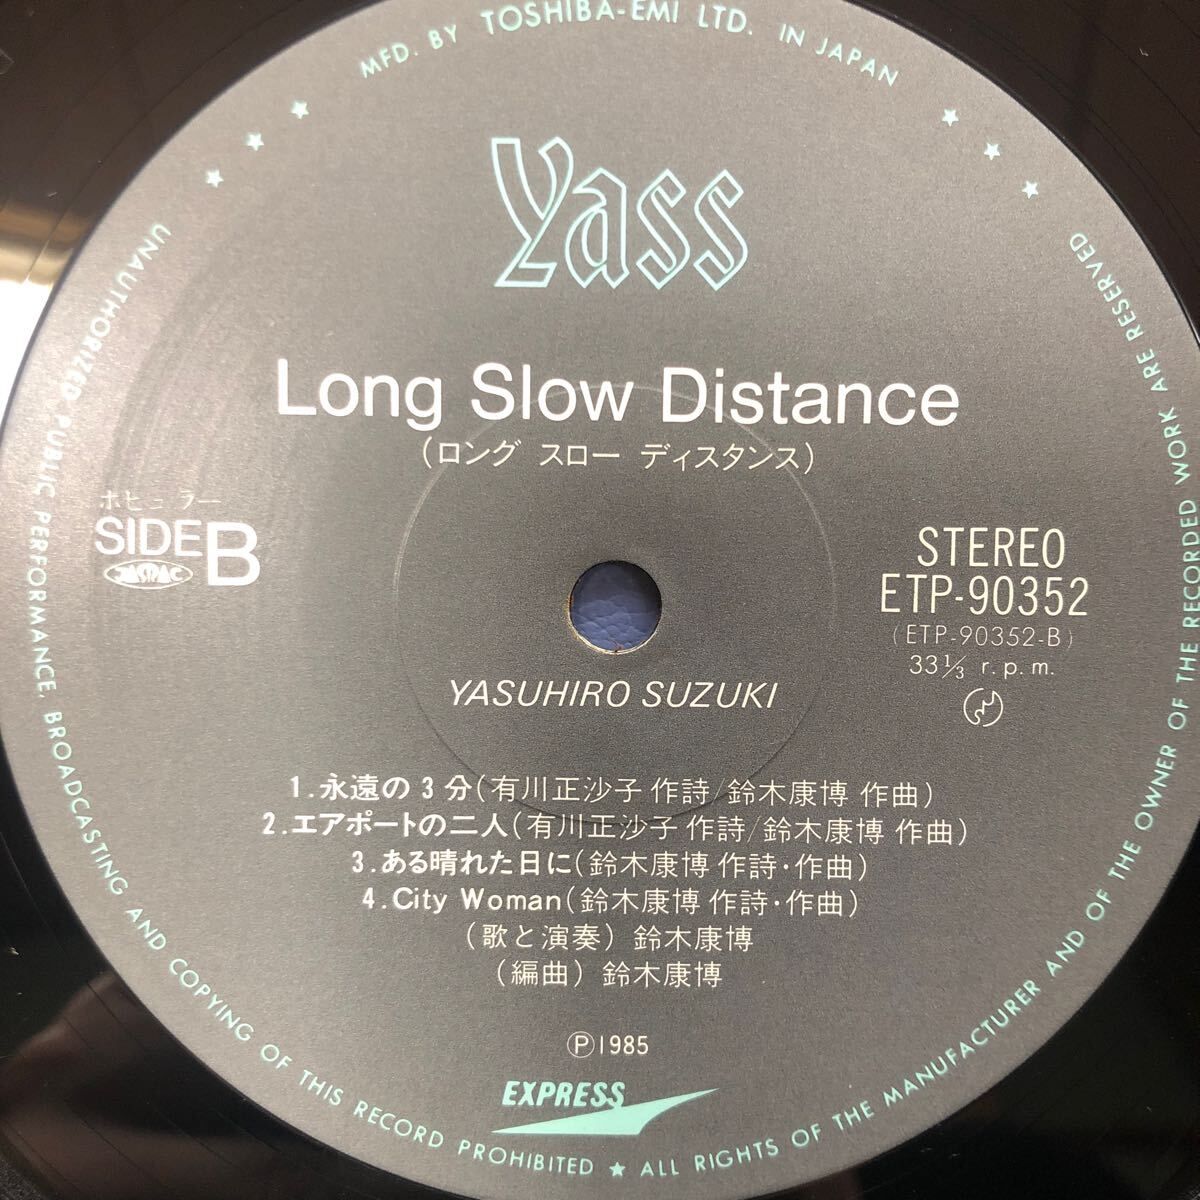 MFD. BY TOSHIBA-EMI LTD. IN JAPAN
Yass
Long Slow Distance
(ロング スロー ディスタンス)
ポピュラー
SIDE B
JASRAC
STEREO
ETP-90352
(ETP-90352-B)
33 1/3 r.p.m.
YASUHIRO SUZUKI
1.永遠の3分(有川正沙子 作詩/鈴木康博 作曲)
2.エアポートの二人(有川正沙子 作詩/鈴木康博 作曲)
3.ある晴れた日に(鈴木康博 作詩・作曲)
4.City Woman(鈴木康博 作詩・作曲)
(歌と演奏) 鈴木康博
(編曲) 鈴木康博
Ⓟ1985
EXPRESS
UNAUTHORIZED PUBLIC PERFORMANCE, BROADCASTING AND COPYING OF THIS RECORD PROHIBITED ★ ALL RIGHTS OF THE MANUFACTURER AND OF THE OWNER OF THE RECORDED WORK ARE RESERVED